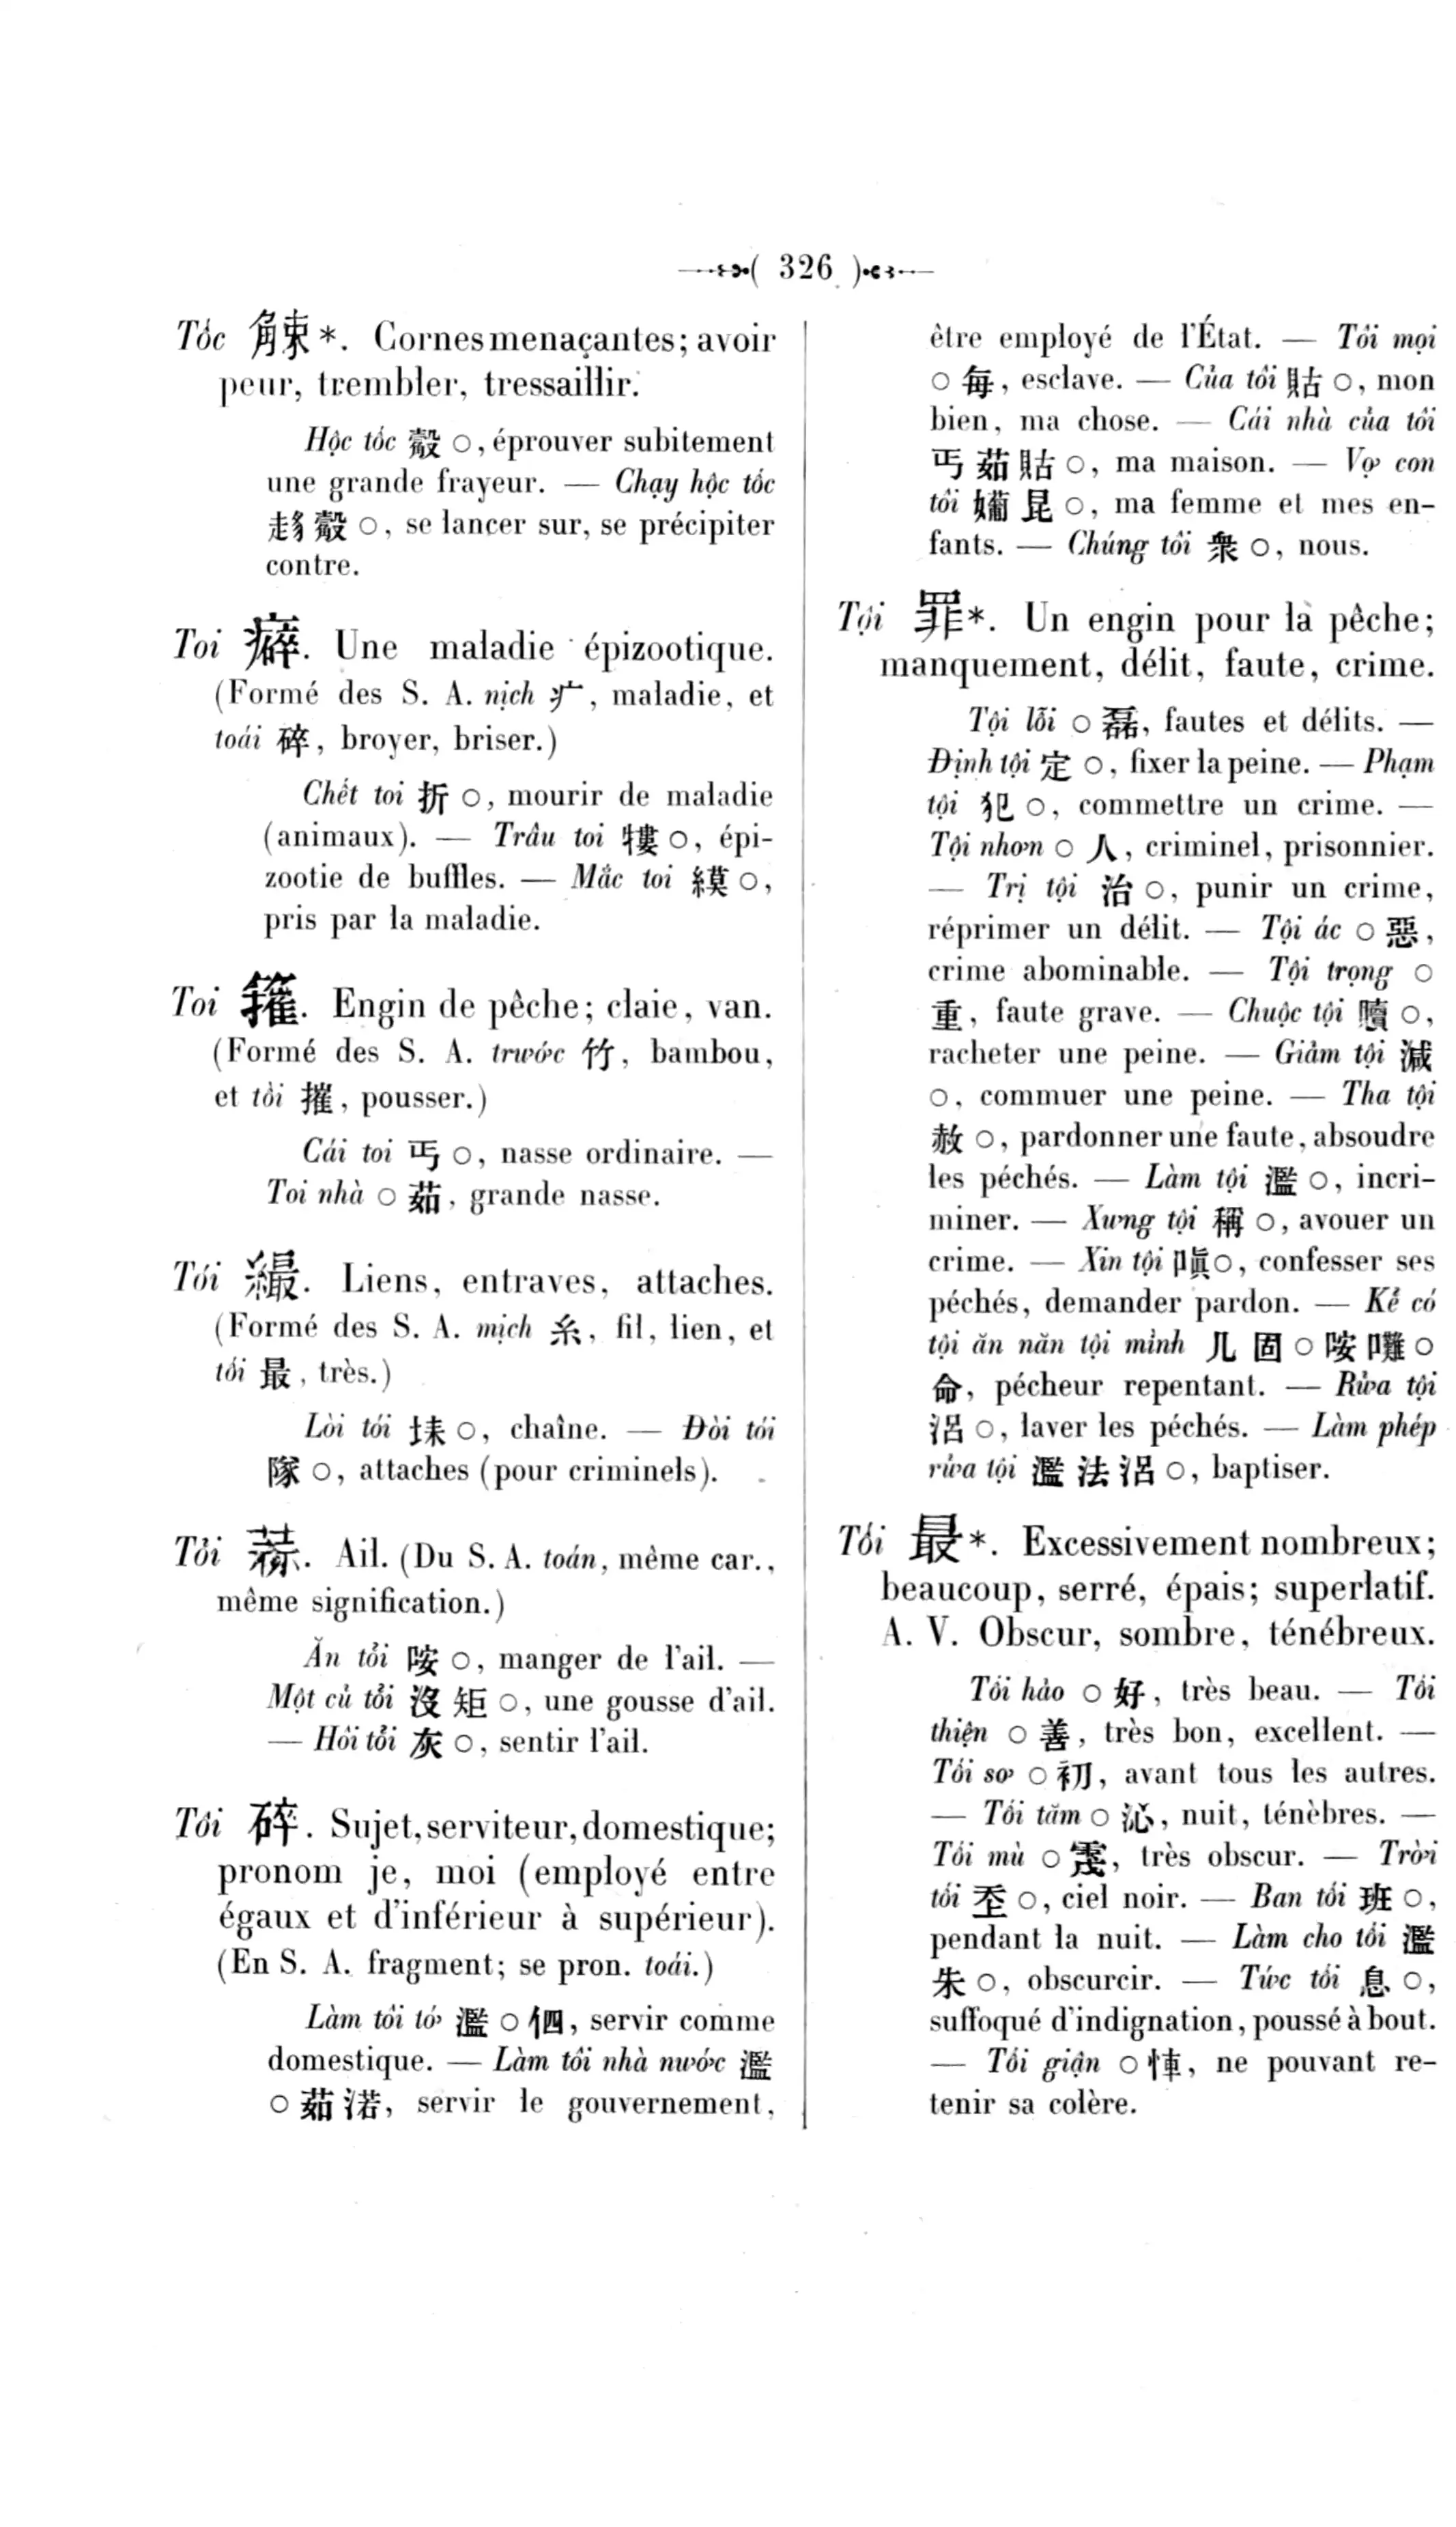 ( 326 )
Tốc 𧤤 *. Cornes menaçantes; avoir
peur, trembler, tressaillir.
Hộc tốc 觳 ○, éprouver subitement
une grande frayeur. — Chạy hộc tốc
趍 觳 ○, se lancer sur, se précipiter
contre.
Toi 癬. Une maladie épizootique.
(Formé des S. A. nịch 疒, maladie, et
toái 碎, broyer, briser.)
Chết toi 折 ○, mourir de maladie
(animaux). — Trâu toi ○, épi-
zootie de buffles. — Mắc toi 縸 ○,
pris par la maladie.
Toi. Engin de pêche; claie, van.
(Formé des S. A. trước 竹, bambou,
et tồi 摧, pousser.)
Cái toi 丐 ○, nasse ordinaire. —
Toi nhà ○ 茹, grande nasse.
Tói 繓. Liens, entraves, attaches.
(Formé des S. A. mịch 糸, fil, lien, et
tối 最, très.)
Lòi tói ○, chaîne. — Đòi tói
隊 ○, attaches (pour criminels).
Tỏi 蒜. Ail. (Du S. A. toán, même car.,
même signification.)
Ăn tỏi 咹 ○, manger de l'ail. —
Một củ tỏi 沒 矩 ○, une gousse d'ail.
— Hôi tỏi 灰 ○, sentir l'ail.
Tôi 碎. Sujet, serviteur, domestique;
pronom je, moi (employé entre
égaux et d'inférieur à supérieur).
(En S. A. fragment; se pron. toái.)
Làm tôi tớ 濫 ○ 伵, servir comme
domestique. — Làm tôi nhà nước 濫
○ 茹 渃, servir le gouvernement,
être employé de l'État. — Tôi mọi
○ 每, esclave. — Của tôi 貼 ○, mon
bien, ma chose. — Cái nhà của tôi
丐 茹 貼 ○, ma maison. — Vợ con
tôi 昆 ○, ma femme et mes en-
fants. — Chúng tôi 衆 ○, nous.
Tội 罪 *. Un engin pour la pêche;
manquement, délit, faute, crime.
Tội lỗi ○ 磊, fautes et délits. —
Định tội 定 ○, fixer la peine. — Phạm
tội 犯 ○, commettre un crime. —
Tội nhơn ○ 人, criminel, prisonnier.
— Trị tội 治 ○, punir un crime,
réprimer un délit. — Tội ác ○ 惡,
crime abominable. — Tội trọng ○
重, faute grave. — Chuộc tội 贖 ○,
racheter une peine. — Giảm tội 減
○, commuer une peine. — Tha tội
赦 ○, pardonner une faute, absoudre
les péchés. — Làm tội 濫 ○, incri-
miner. — Xưng tội 稱 ○, avouer un
crime. — Xin tội 嗔 ○, confesser ses
péchés, demander pardon. — Kẻ có
tội ăn năn tội mình 几 固 ○ 咹 囋 ○
命, pécheur repentant. — Rửa tội
○, laver les péchés. — Làm phép
rửa tội 濫 法 ○, baptiser.
Tối 最 *. Excessivement nombreux;
beaucoup, serré, épais; superlatif.
A. V. Obscur, sombre, ténébreux.
Tối hảo ○ 好, très beau. — Tối
thiện ○ 善, très bon, excellent. —
Tối sơ ○ 初, avant tous les autres.
— Tối tăm ○ 沁, nuit, ténèbres. —
Tối mù ○, très obscur. — Trời
tối ○, ciel noir. — Ban tối 班 ○,
pendant la nuit. — Làm cho tối 濫
朱 ○, obscurcir. — Tức tối 息 ○,
suffoqué d'indignation, poussé à bout.
— Tối giận ○, ne pouvant re-
tenir sa colère.